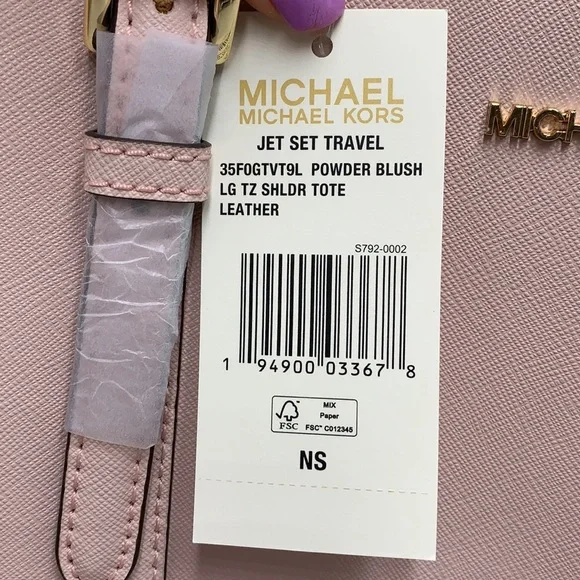 MICHAEL
MICHAEL KORS
JET SET TRAVEL
35F0GTVT9L POWDER BLUSH
LG TZ SHLDR TOTE
LEATHER
S792-0002
1 94900 03367 8
FSC
MIX
Paper
FSC™ C012345
NS
MICH